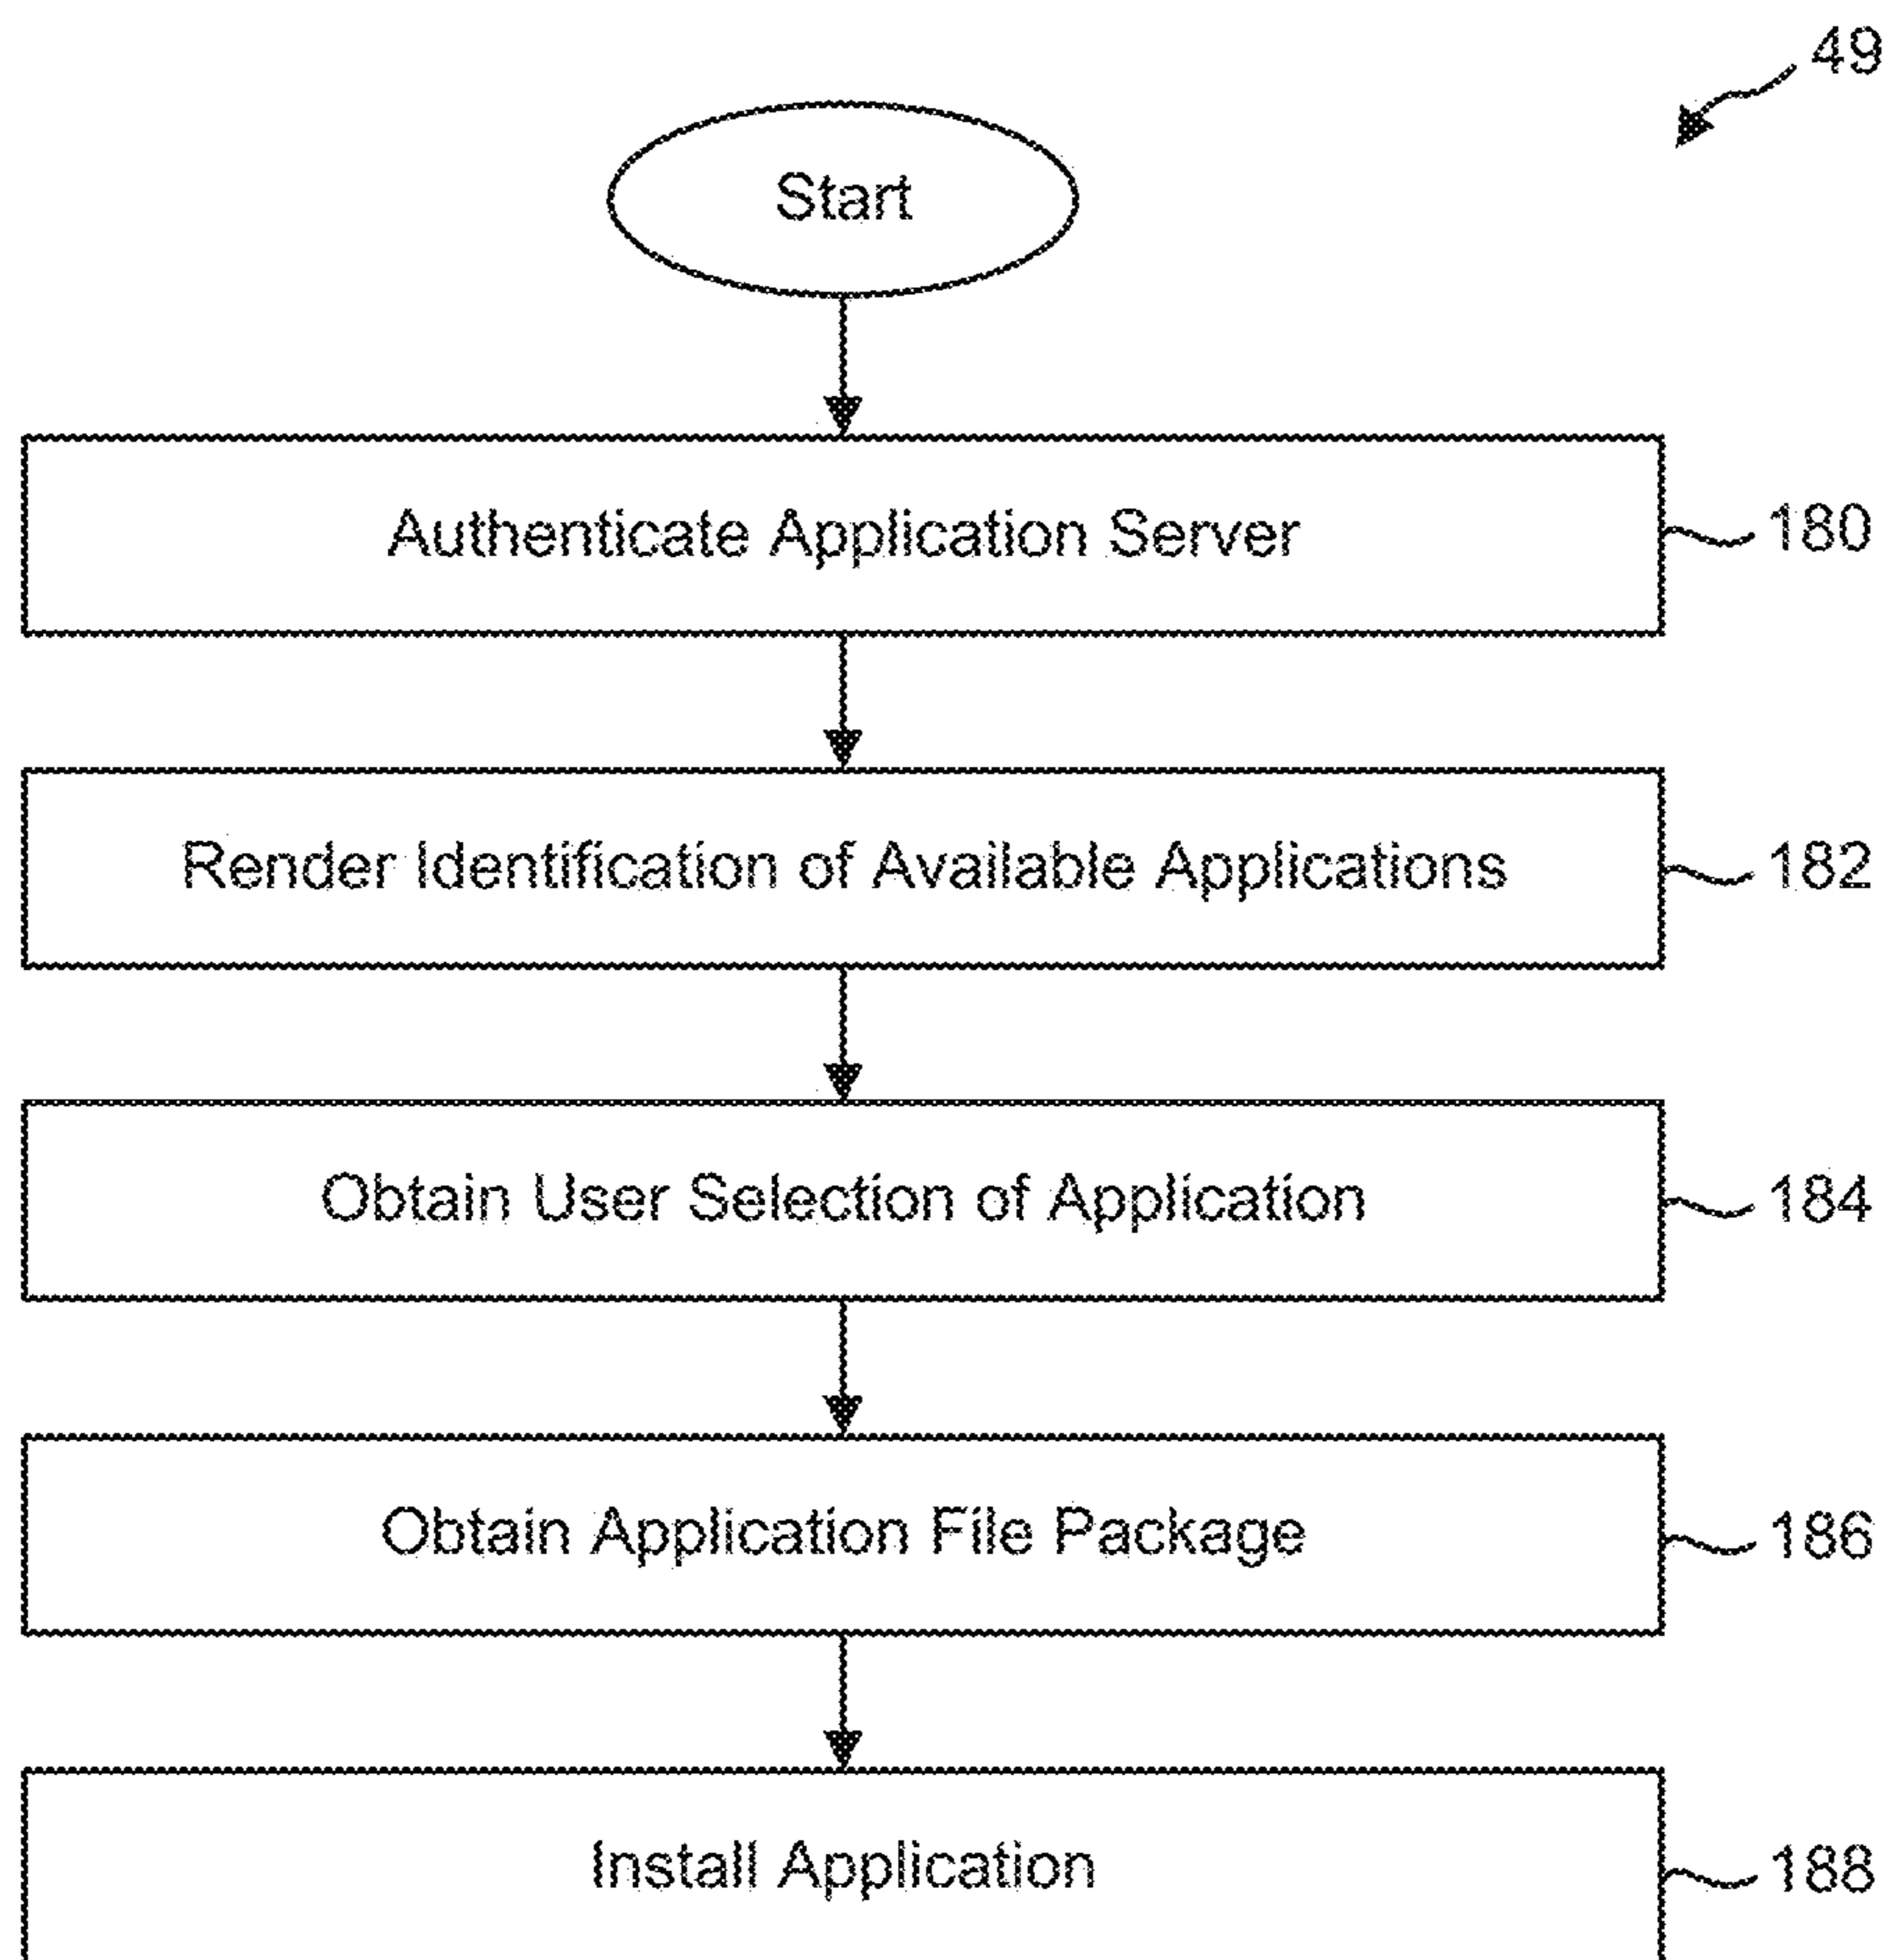 49
Start
Authenticate Application Server
180
Render Identification of Available Applications
182
Obtain User Selection of Application
184
Obtain Application File Package
186
Install Application
188